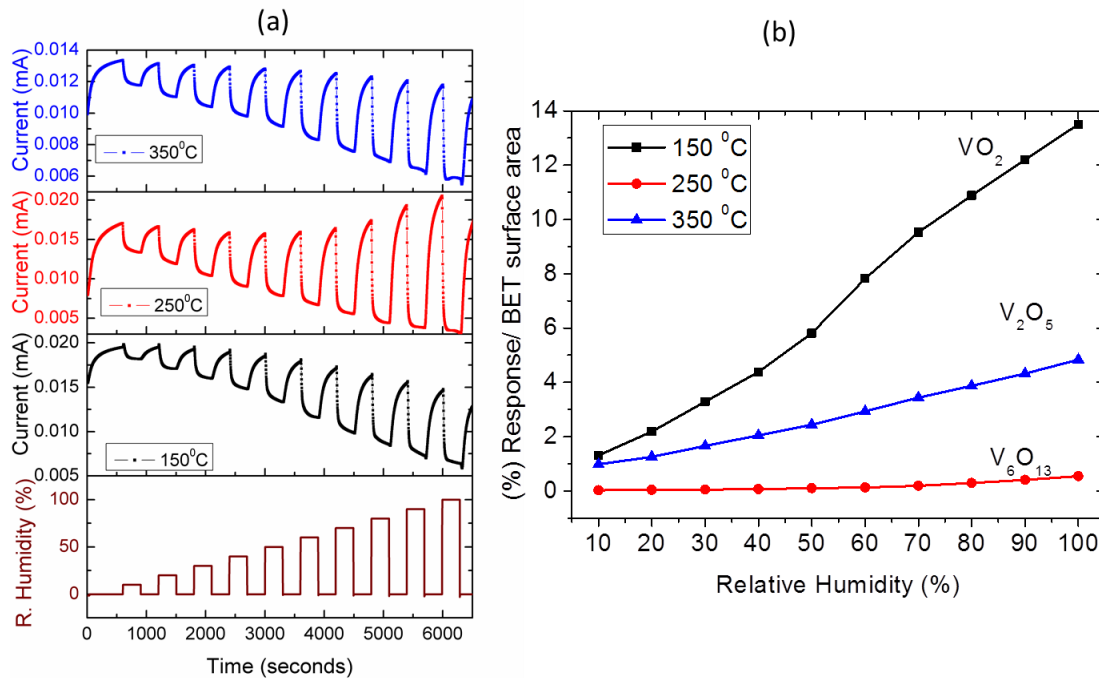 (a)
Current (mA)
0.014
0.012
0.010
0.008
0.006
350⁰C
Current (mA)
0.020
0.015
0.010
0.005
250⁰C
Current (mA)
0.020
0.015
0.010
0.005
150⁰C
R. Humidity (%)
100
50
0
0 1000 2000 3000 4000 5000 6000
Time (seconds)
(b)
(%) Response/ BET surface area
14
12
10
8
6
4
2
0
150 ⁰C
250 ⁰C
350 ⁰C
VO₂
V₂O₅
V₆O₁₃
10 20 30 40 50 60 70 80 90 100
Relative Humidity (%)